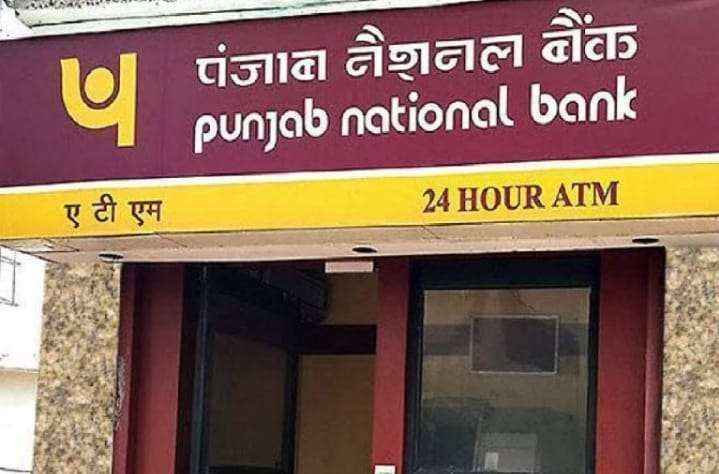 पंजाब नैशनल बैंक
punjab national bank
ए टी एम 24 HOUR ATM